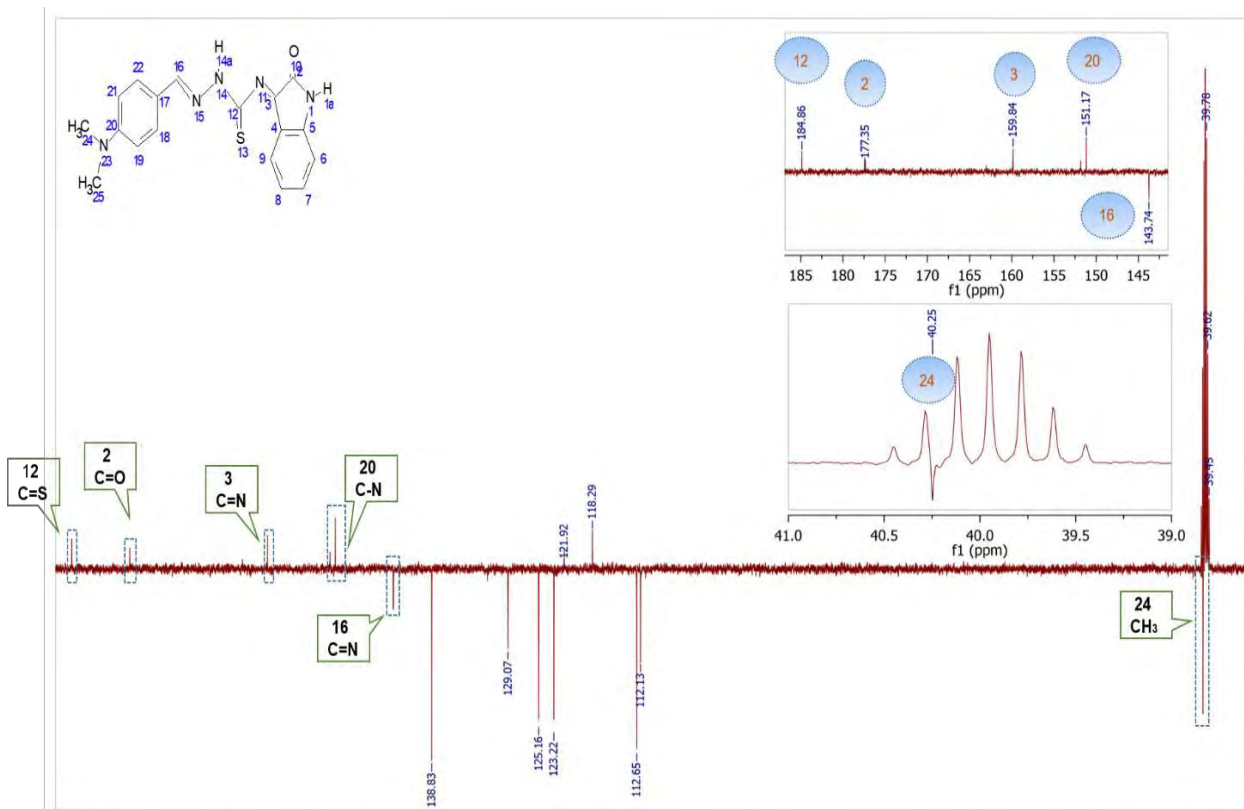 H
14a
O
10
16
22
N
N
2
21
14
11
3
N
H
1a
17
N
15
12
1
H₃C
20
18
4
5
24
N
S
13
9
6
23
19
H₃C
25
8
7
12
2
3
20
184.86
177.35
159.84
151.17
16
143.74
185 180 175 170 165 160 155 150 145
f1 (ppm)
39.78
39.62
39.45
40.25
24
41.0 40.5 40.0 39.5 39.0
f1 (ppm)
12
C=S
2
C=O
3
C=N
20
C-N
16
C=N
24
CH₃
138.83
129.07
125.16
123.22
121.92
118.29
112.65
112.13